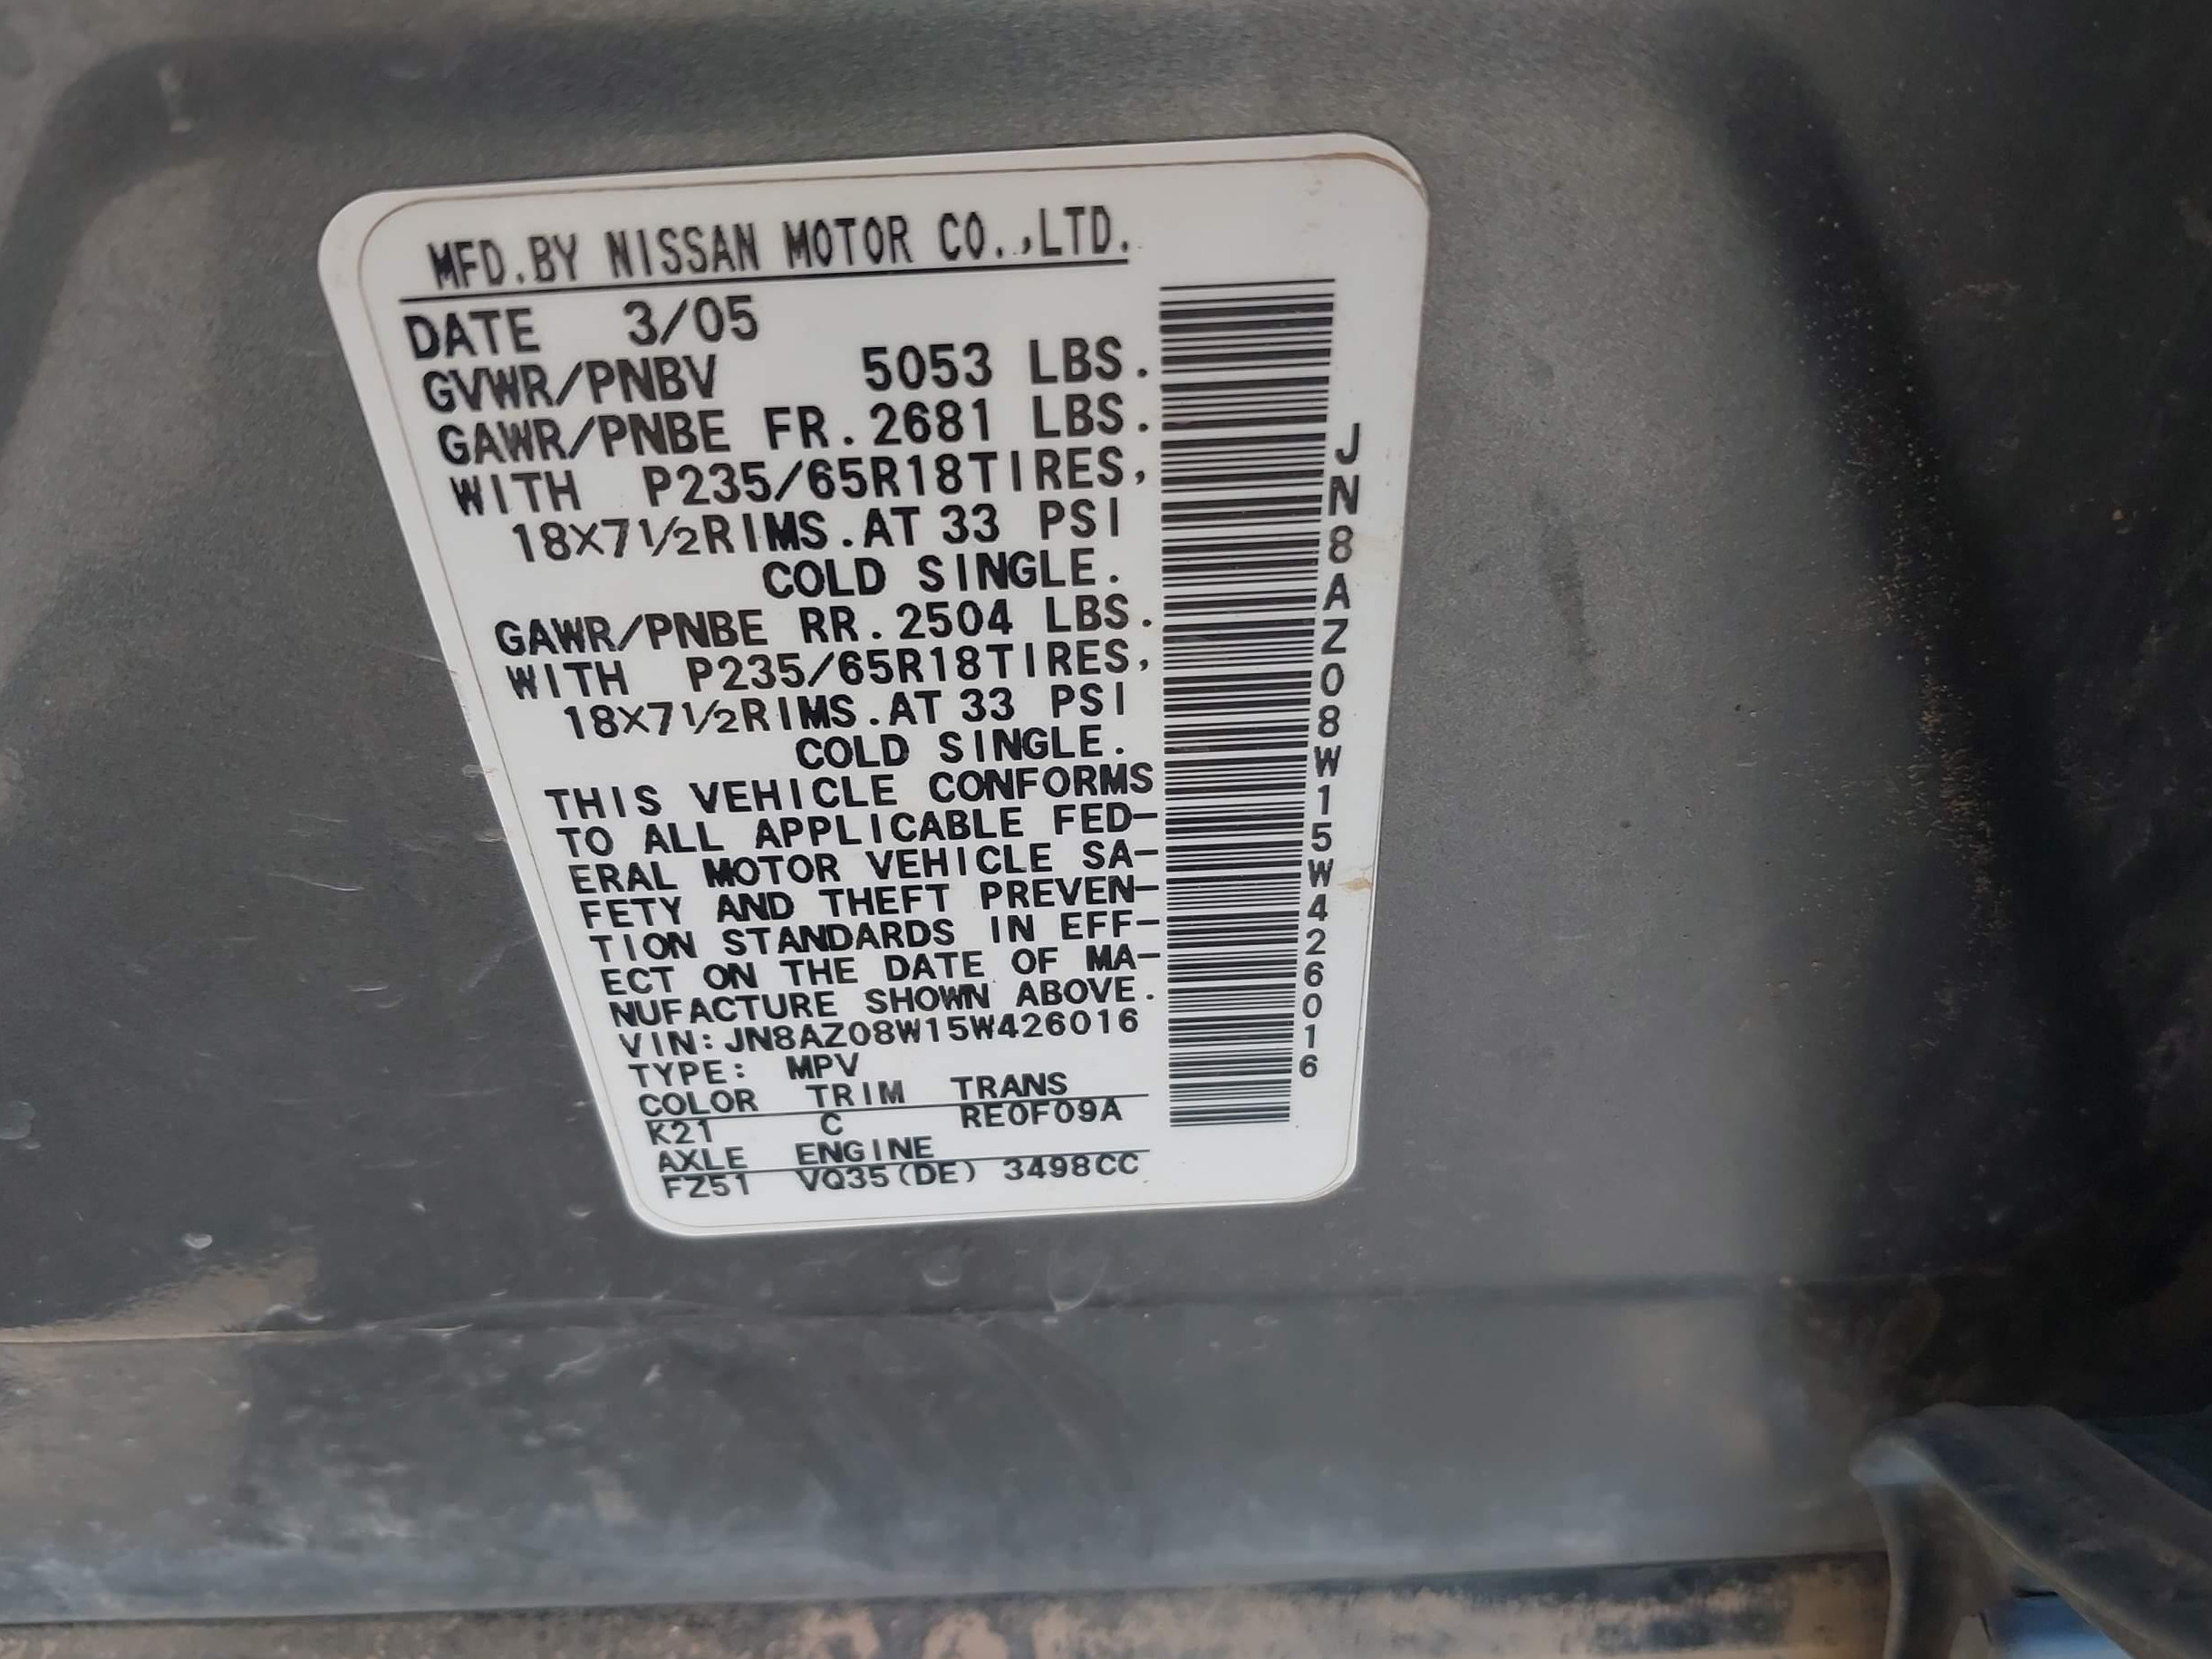 MFD.BY NISSAN MOTOR CO.,LTD.
DATE 3/05
GVWR/PNBV 5053 LBS.
GAWR/PNBE FR.2681 LBS.
WITH P235/65R18TIRES,
18X7½RIMS.AT 33 PSI
COLD SINGLE.
GAWR/PNBE RR.2504 LBS.
WITH P235/65R18TIRES,
18X7½RIMS.AT 33 PSI
COLD SINGLE.
THIS VEHICLE CONFORMS
TO ALL APPLICABLE FED-
ERAL MOTOR VEHICLE SA-
FETY AND THEFT PREVEN-
TION STANDARDS IN EFF-
ECT ON THE DATE OF MA-
NUFACTURE SHOWN ABOVE.
VIN:JN8AZ08W15W426016
TYPE: MPV
COLOR TRIM TRANS
K21 C RE0F09A
AXLE ENGINE
FZ51 VQ35(DE) 3498CC
JN8AZ08W15W426016